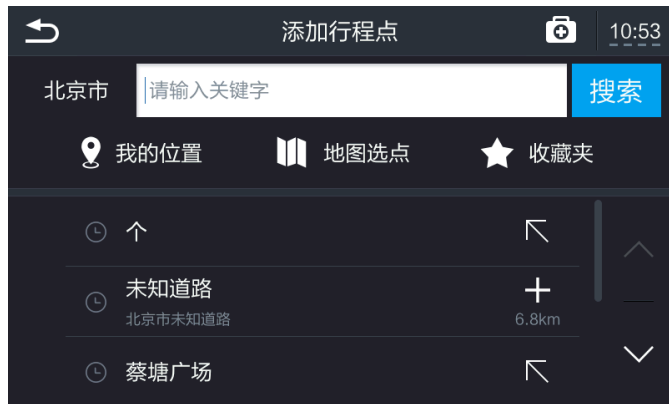 添加行程点 10:53
北京市 请输入关键字 搜索
我的位置 地图选点 收藏夹
个
未知道路
北京市未知道路 6.8km
蔡塘广场